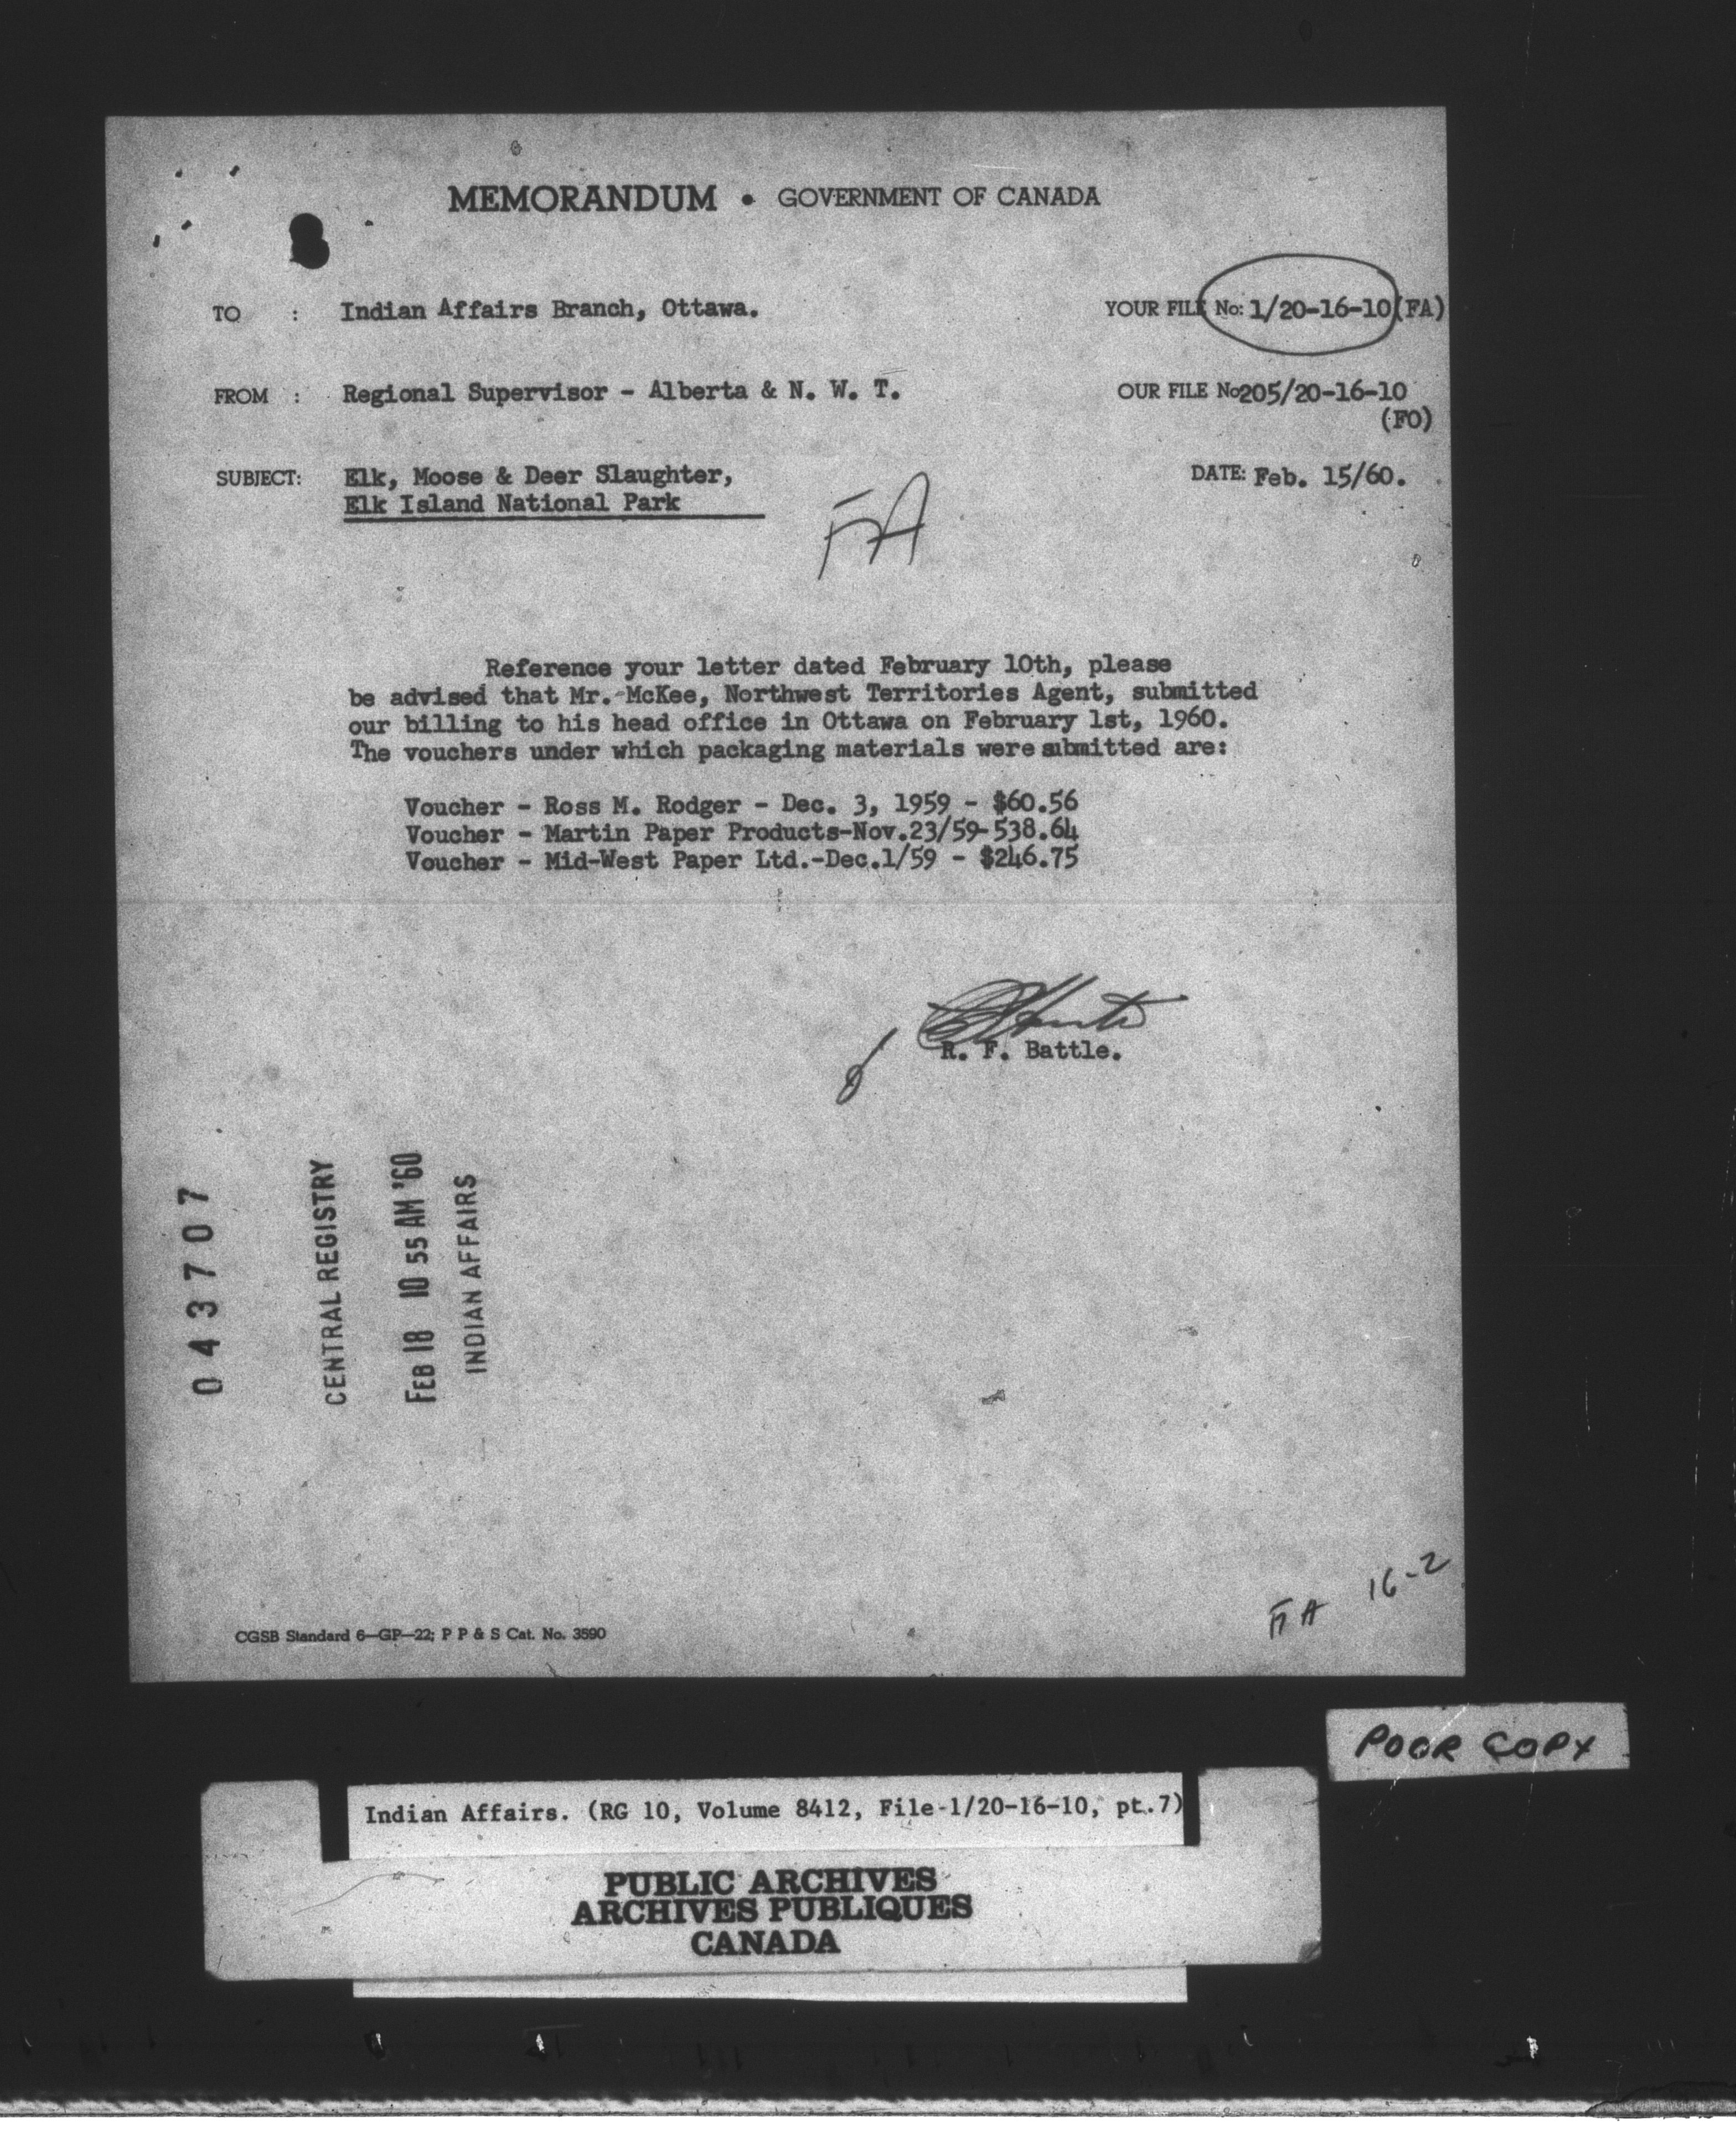 MEMORANDUM • GOVERNMENT OF CANADA
TO : Indian Affairs Branch, Ottawa. YOUR FILE No: 1/20-16-10(FA)
FROM : Regional Supervisor - Alberta & N. W. T. OUR FILE No205/20-16-10
(FO)
SUBJECT: Elk, Moose & Deer Slaughter, DATE: Feb. 15/60.
Elk Island National Park
FA
Reference your letter dated February 10th, please
be advised that Mr. McKee, Northwest Territories Agent, submitted
our billing to his head office in Ottawa on February 1st, 1960.
The vouchers under which packaging materials were submitted are:
Voucher - Ross M. Rodger - Dec. 3, 1959 - $60.56
Voucher - Martin Paper Products-Nov.23/59-538.64
Voucher - Mid-West Paper Ltd.-Dec.1/59 - $246.75
R. F. Battle.
043707
CENTRAL REGISTRY
FEB 18 10 55 AM '60
INDIAN AFFAIRS
FA 16-2
CGSB Standard 6—GP—22; P P & S Cat. No. 3590
POOR COPY
Indian Affairs. (RG 10, Volume 8412, File 1/20-16-10, pt.7)
PUBLIC ARCHIVES
ARCHIVES PUBLIQUES
CANADA